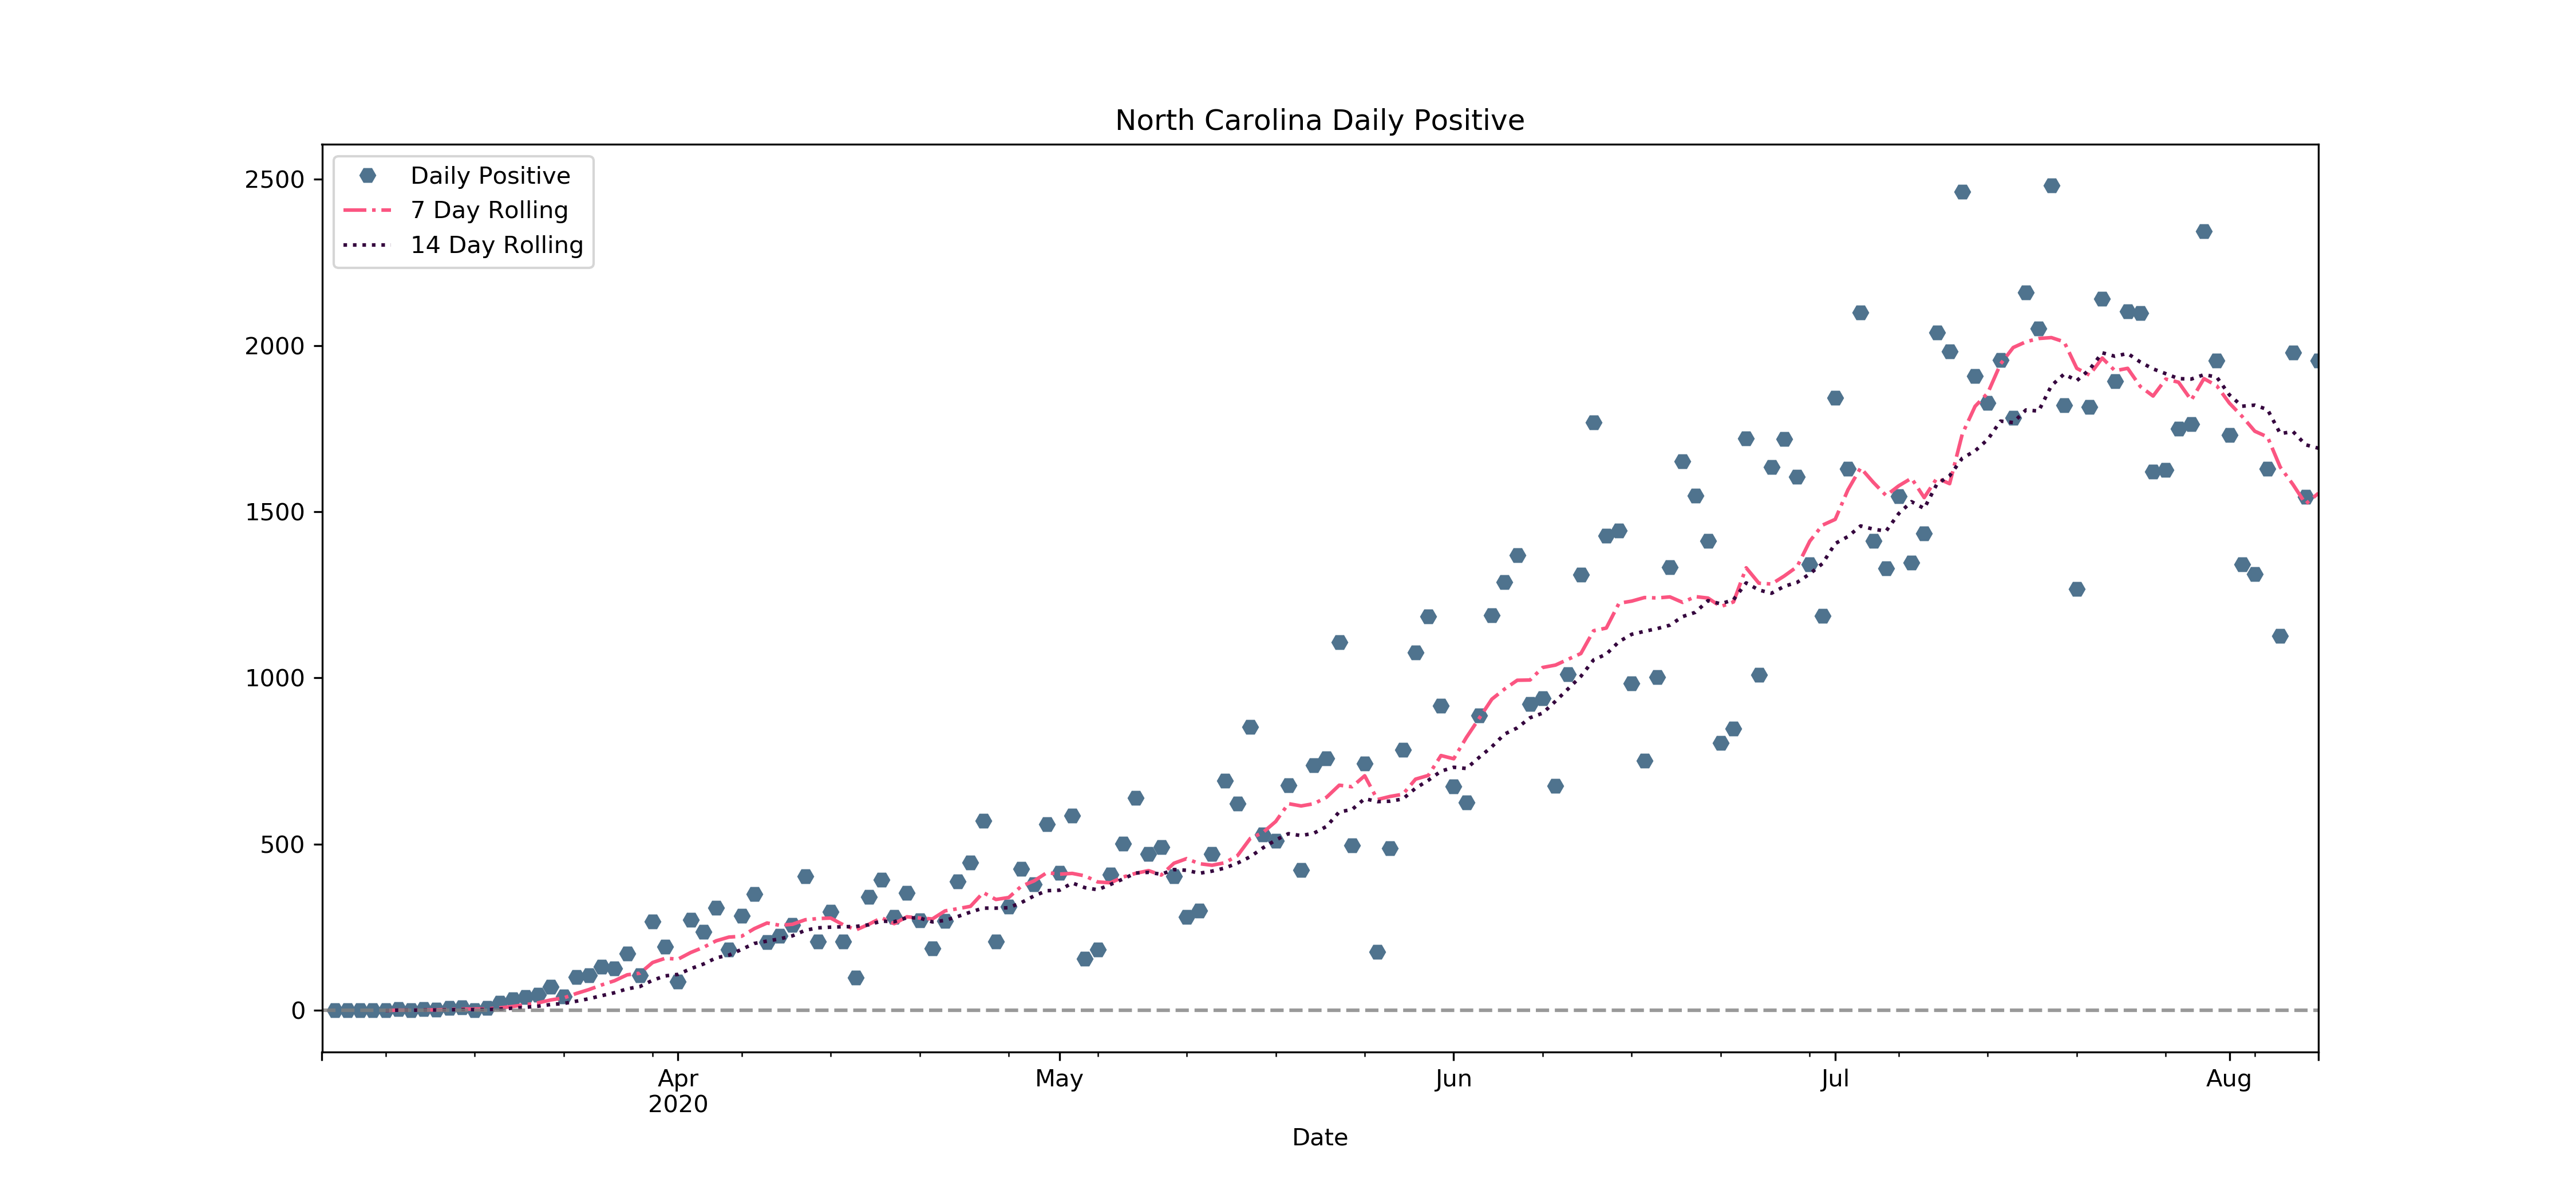 North Carolina Daily Positive
Daily Positive
7 Day Rolling
14 Day Rolling
2500
2000
1500
1000
500
0
Apr
2020
May
Jun
Jul
Aug
Date